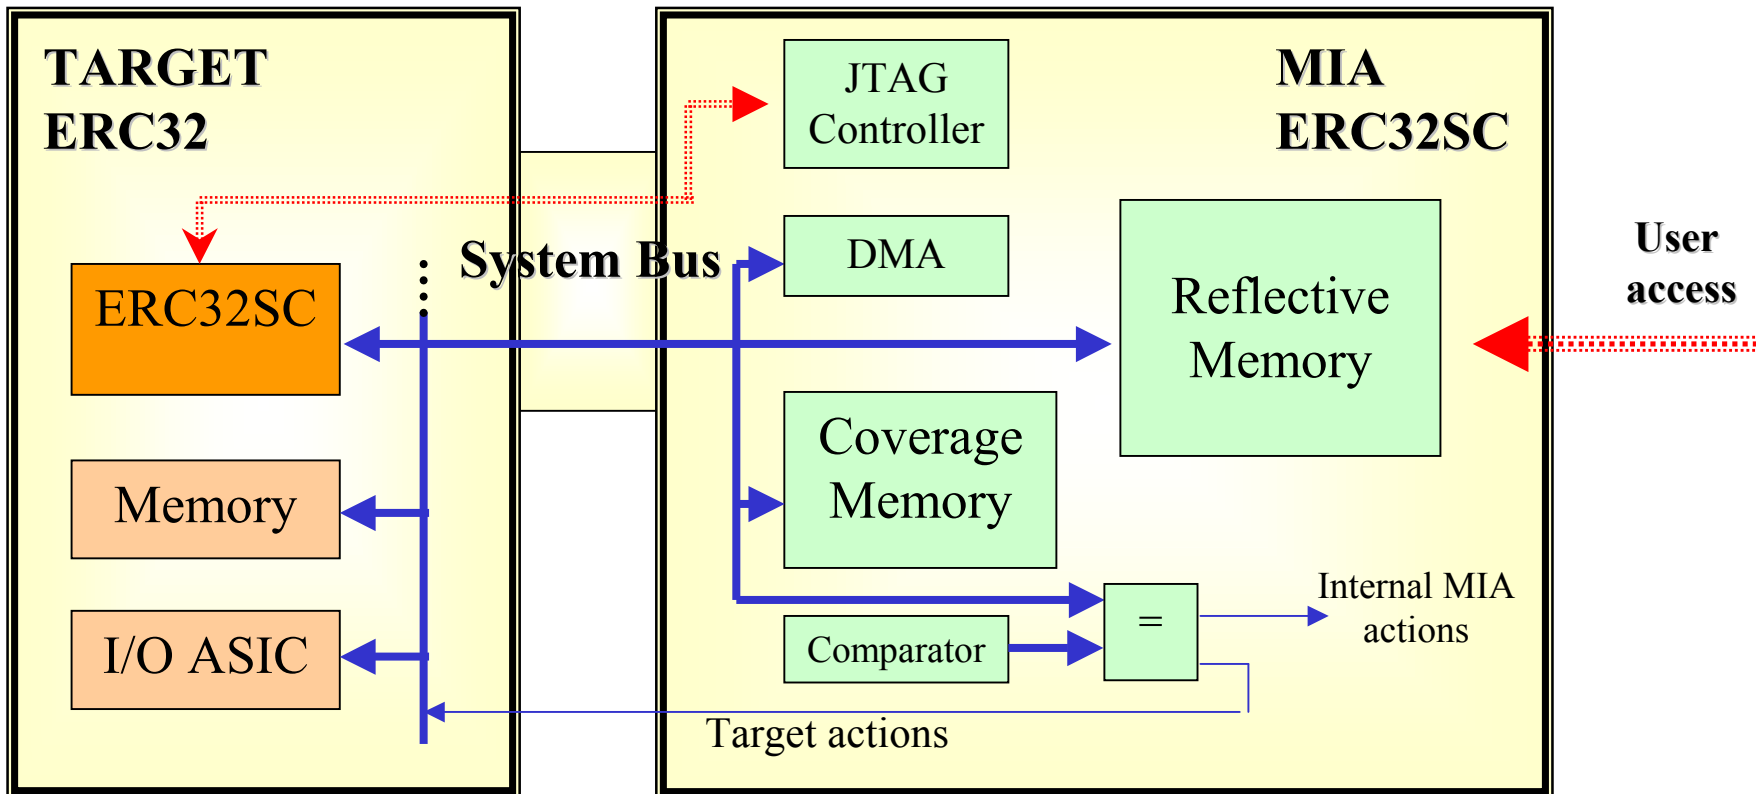 TARGET
ERC32
ERC32SC
Memory
I/O ASIC
System Bus
JTAG
Controller
DMA
Coverage
Memory
Comparator
=
Target actions
MIA
ERC32SC
Reflective
Memory
Internal MIA
actions
User
access